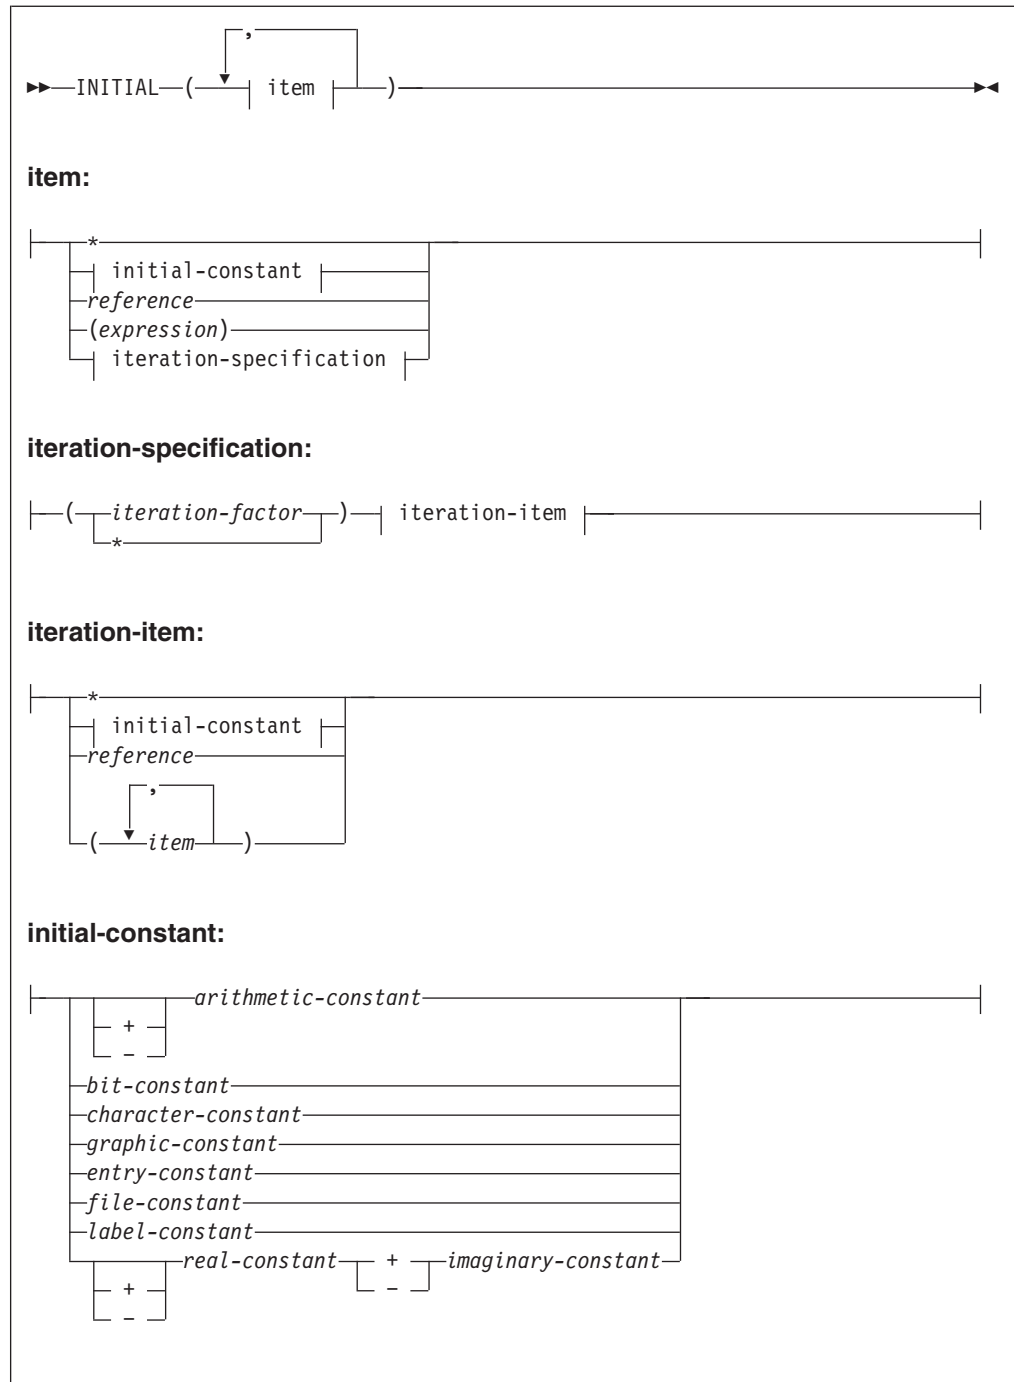 ,
INITIAL ( item )
item:
*
initial-constant
reference
(expression)
iteration-specification
iteration-specification:
( iteration-factor ) iteration-item
*
iteration-item:
*
initial-constant
reference
,
( item )
initial-constant:
arithmetic-constant
+
-
bit-constant
character-constant
graphic-constant
entry-constant
file-constant
label-constant
real-constant + imaginary-constant
+ -
-